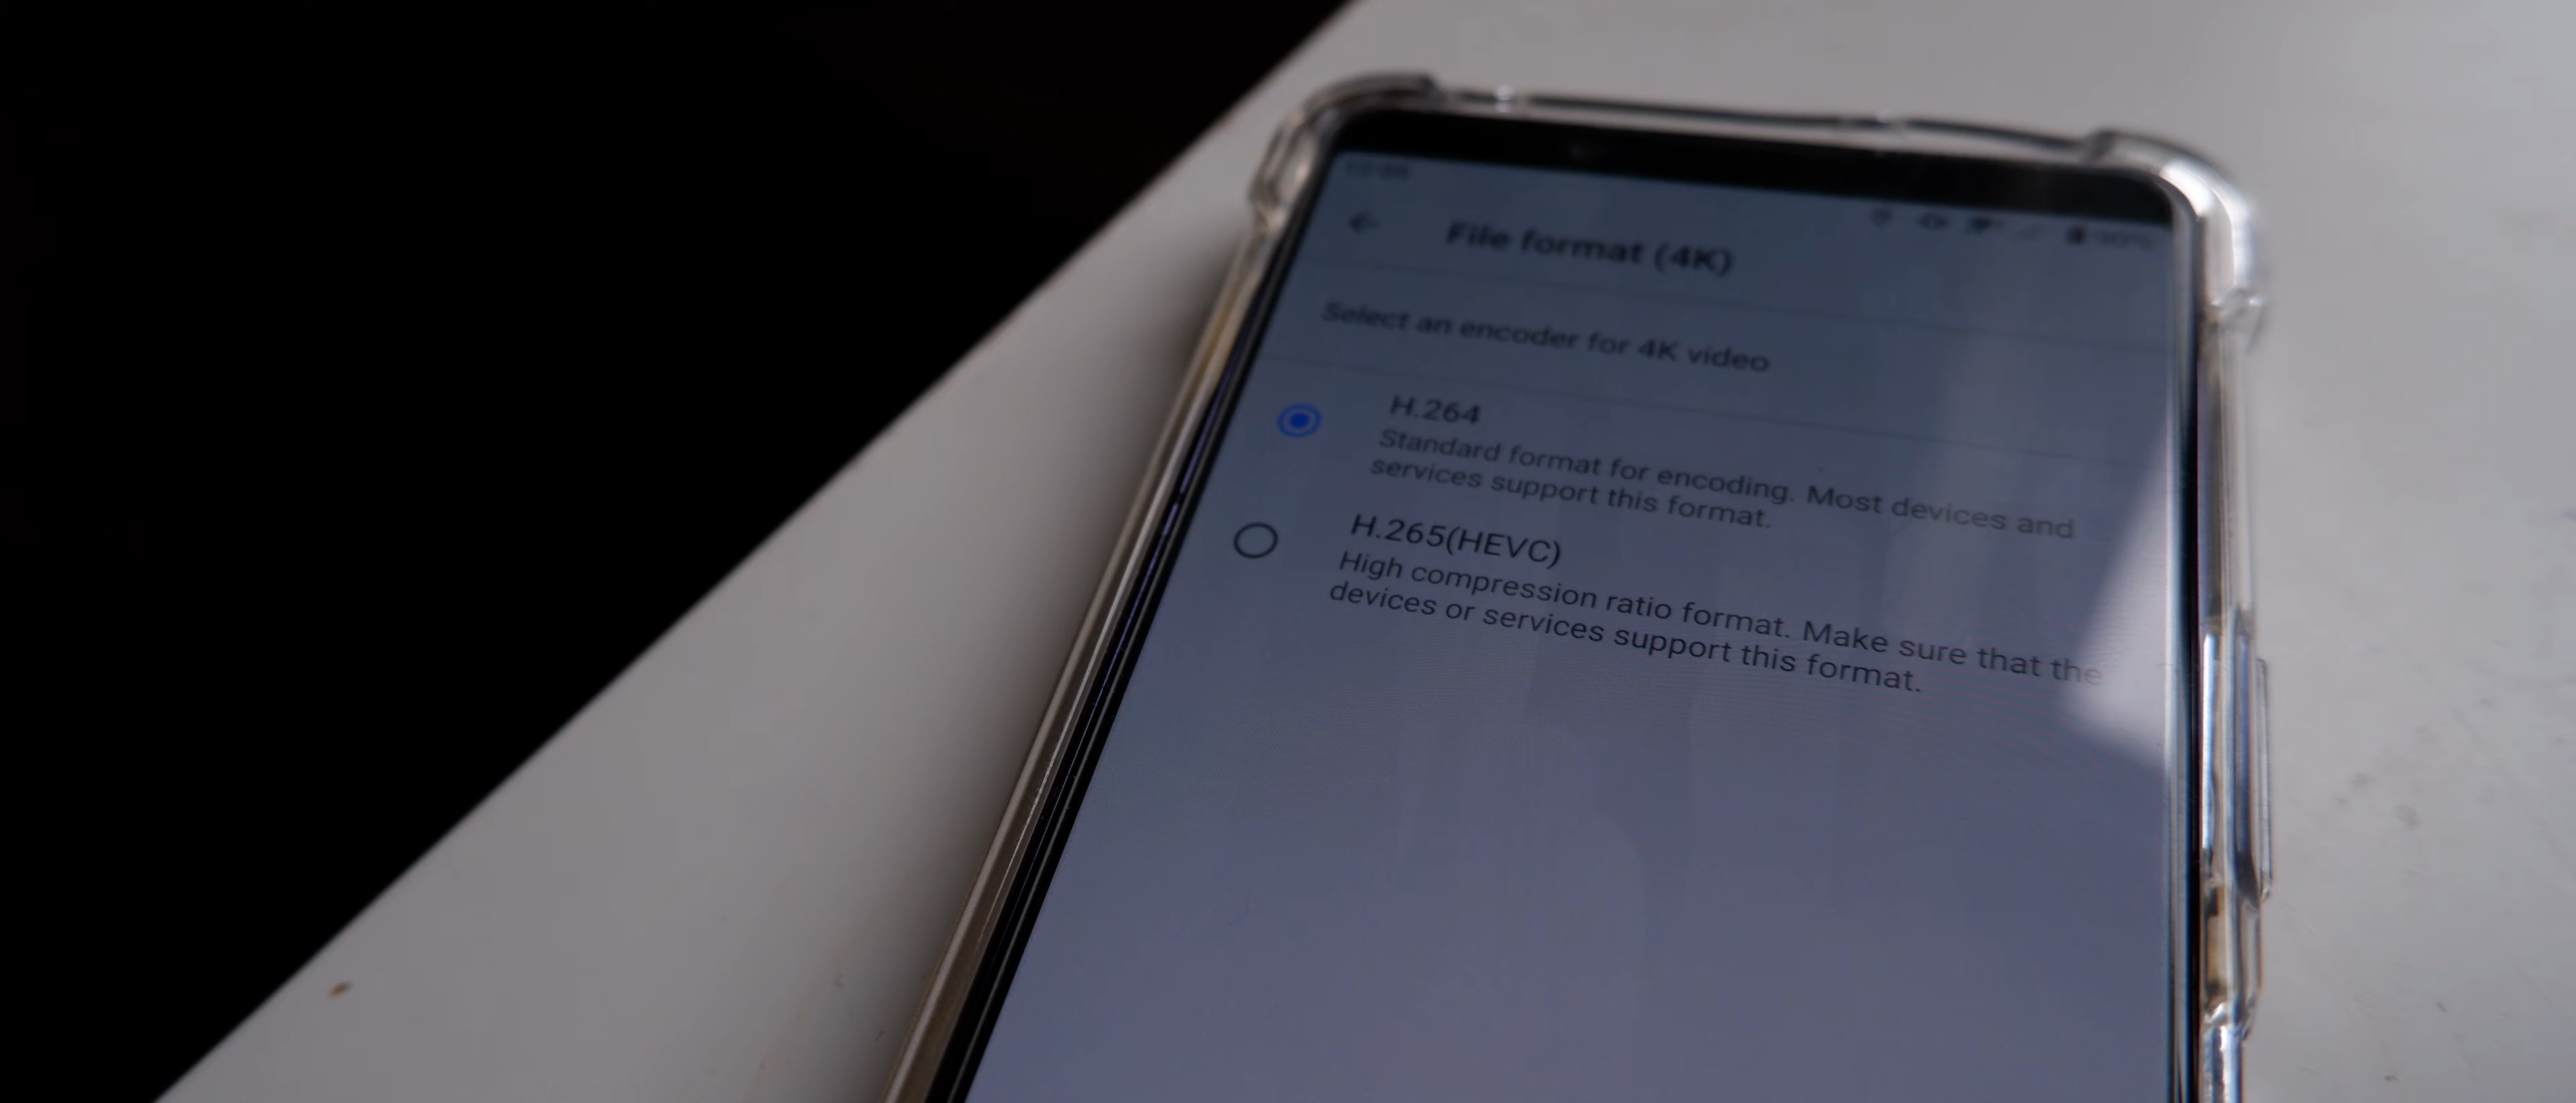 File format (4K)
Select an encoder for 4K video
H.264
Standard format for encoding. Most devices and
services support this format.
H.265(HEVC)
High compression ratio format. Make sure that the
devices or services support this format.